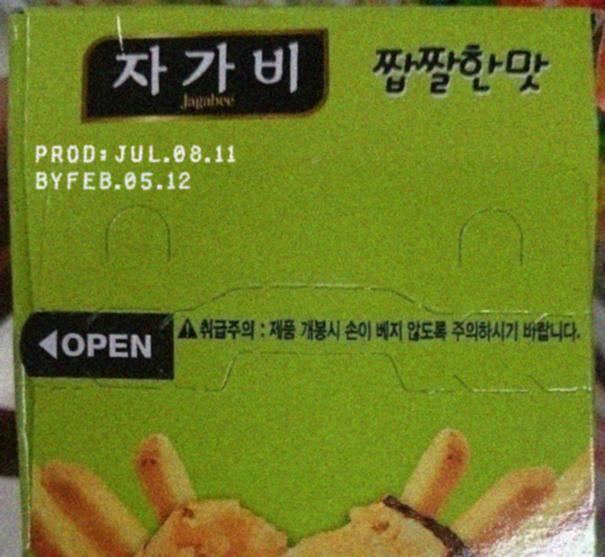 자가비
Jagabee
짭짤한맛
PROD:JUL.08.11
BYFEB.05.12
OPEN
취급주의 : 제품 개봉시 손이 베지 않도록 주의하시기 바랍니다.